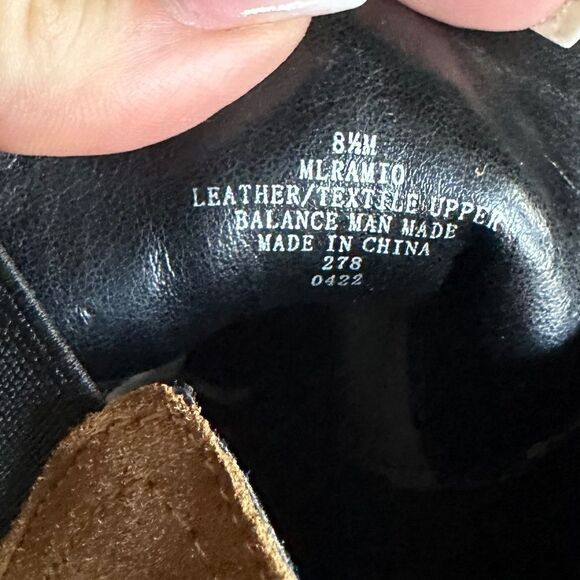 8½M
MLRAMIO
LEATHER/TEXTILE UPPER
BALANCE MAN MADE
MADE IN CHINA
278
0422